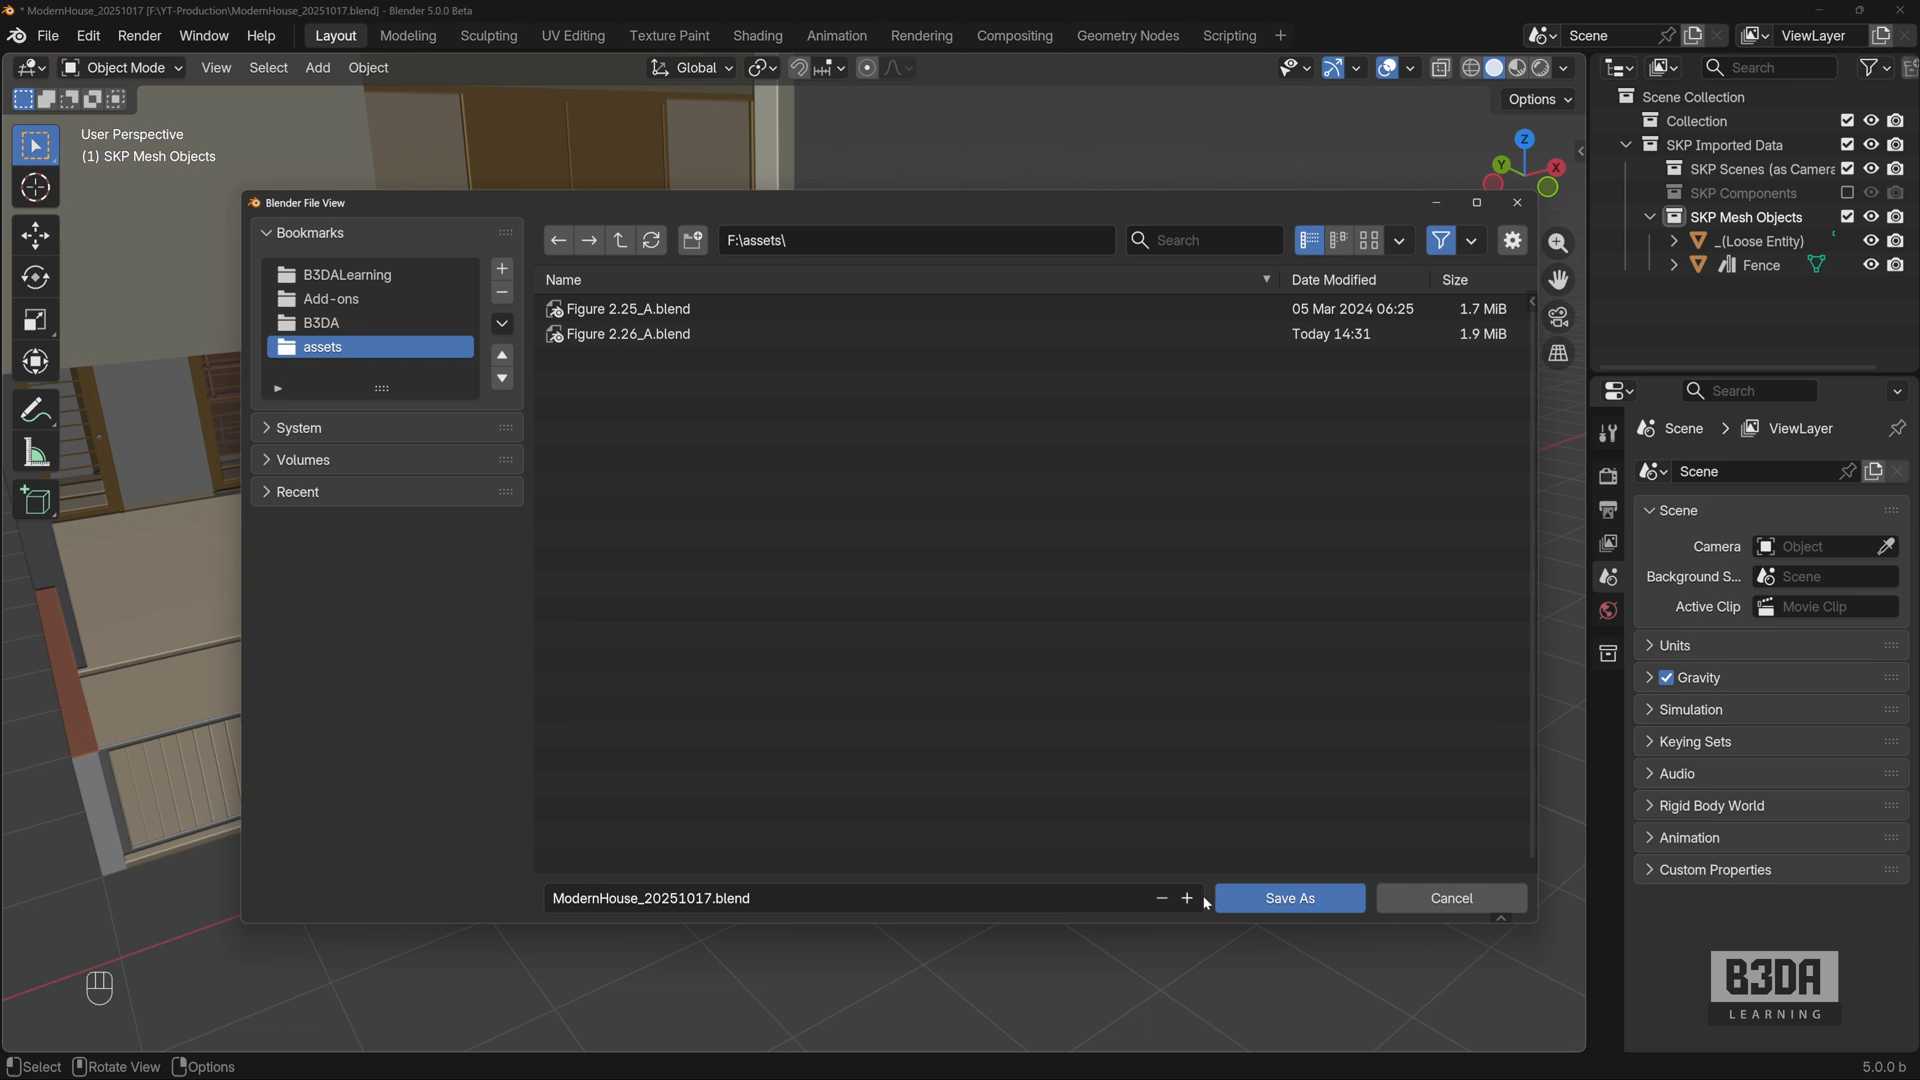 * ModernHouse_20251017 [F:\YT-Production\ModernHouse_20251017.blend] - Blender 5.0.0 Beta
File Edit Render Window Help Layout Modeling Sculpting UV Editing Texture Paint Shading Animation Rendering Compositing Geometry Nodes Scripting + Scene ViewLayer
Object Mode View Select Add Object Global Search
Options
User Perspective
(1) SKP Mesh Objects
Z
Y
X
Scene Collection
Collection
SKP Imported Data
SKP Scenes (as Camera
SKP Components
SKP Mesh Objects
_(Loose Entity)
Fence
Blender File View
Bookmarks
B3DALearning
Add-ons
B3DA
assets
System
Volumes
Recent
F:\assets\
Search
Name Date Modified Size
Figure 2.25_A.blend 05 Mar 2024 06:25 1.7 MiB
Figure 2.26_A.blend Today 14:31 1.9 MiB
ModernHouse_20251017.blend
Save As Cancel
Search
Scene ViewLayer
Scene
Scene
Camera Object
Background S... Scene
Active Clip Movie Clip
Units
Gravity
Simulation
Keying Sets
Audio
Rigid Body World
Animation
Custom Properties
B3DA
LEARNING
Select Rotate View Options 5.0.0 b